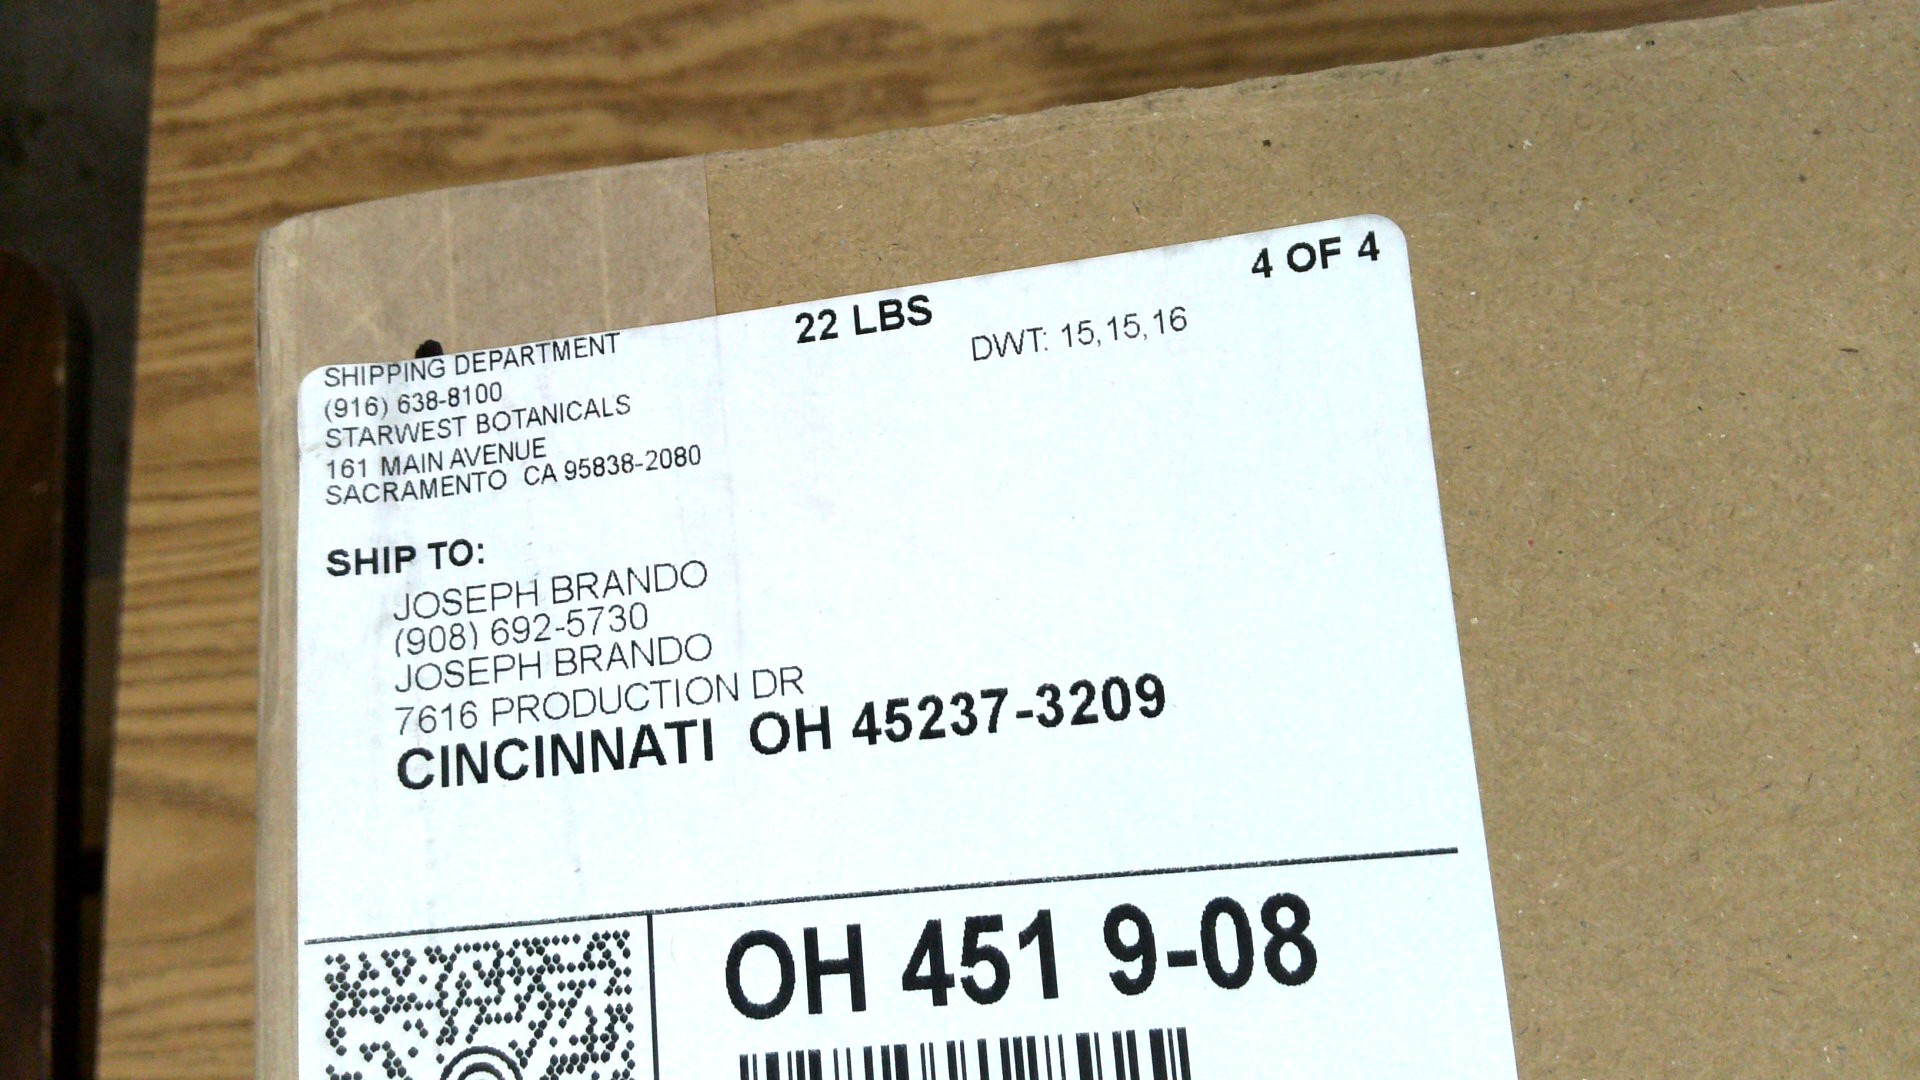 22 LBS
4 OF 4
DWT: 15,15,16
SHIPPING DEPARTMENT
(916) 638-8100
STARWEST BOTANICALS
161 MAIN AVENUE
SACRAMENTO CA 95838-2080
SHIP TO:
JOSEPH BRANDO
(908) 692-5730
JOSEPH BRANDO
7616 PRODUCTION DR
CINCINNATI OH 45237-3209
OH 451 9-08